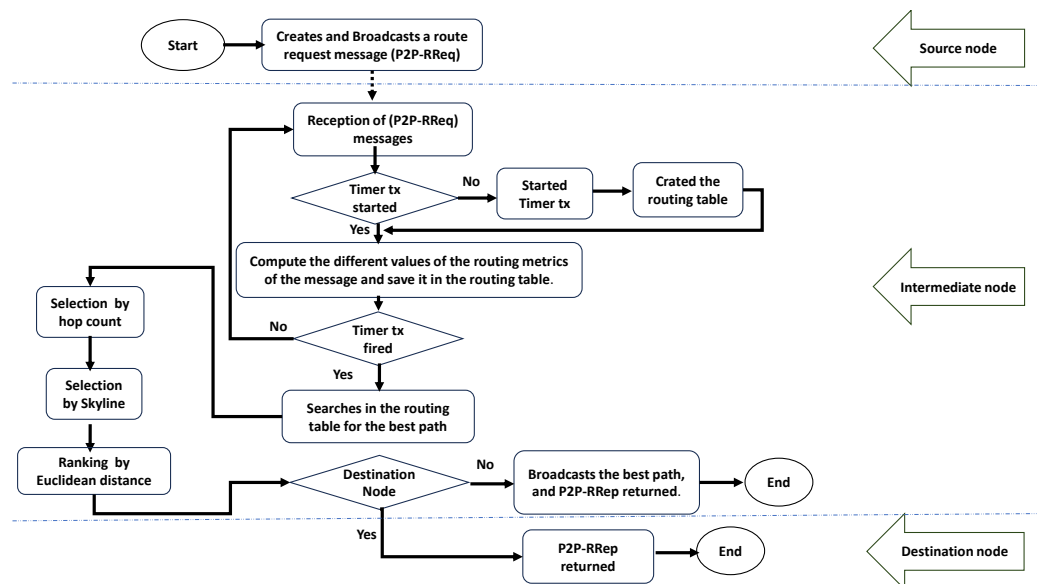 Start
Creates and Broadcasts a route
request message (P2P-RReq)
Source node
Reception of (P2P-RReq)
messages
Timer tx
started
No
Started
Timer tx
Crated the
routing table
Yes
Compute the different values of the routing metrics
of the message and save it in the routing table.
Intermediate node
Timer tx
fired
No
Yes
Searches in the routing
table for the best path
Selection by
hop count
Selection
by Skyline
Ranking by
Euclidean distance
Destination
Node
No
Broadcasts the best path,
and P2P-RRep returned.
End
Yes
P2P-RRep
returned
End
Destination node